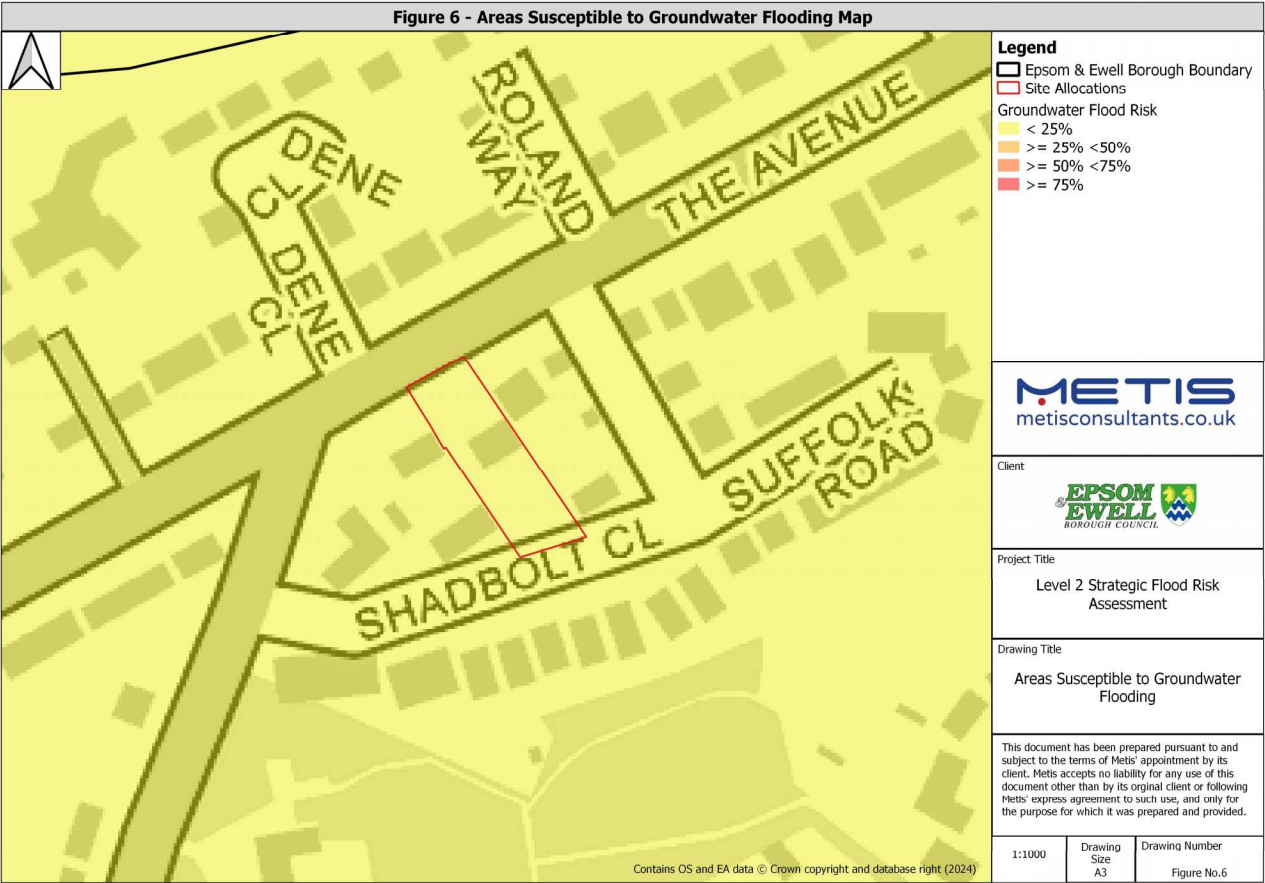 Figure 6 - Areas Susceptible to Groundwater Flooding Map
DENE
CL
DENE
CL
ROLAND
WAY
THE AVENUE
SUFFOLK
ROAD
SHADBOLT CL
Contains OS and EA data © Crown copyright and database right (2024)
Legend
Epsom & Ewell Borough Boundary
Site Allocations
Groundwater Flood Risk
< 25%
>= 25% <50%
>= 50% <75%
>= 75%
METIS
metisconsultants.co.uk
Client
EPSOM
& EWELL
BOROUGH COUNCIL
Project Title
Level 2 Strategic Flood Risk
Assessment
Drawing Title
Areas Susceptible to Groundwater
Flooding
This document has been prepared pursuant to and
subject to the terms of Metis' appointment by its
client. Metis accepts no liability for any use of this
document other than by its orginal client or following
Metis' express agreement to such use, and only for
the purpose for which it was prepared and provided.
1:1000
Drawing
Size
A3
Drawing Number
Figure No.6